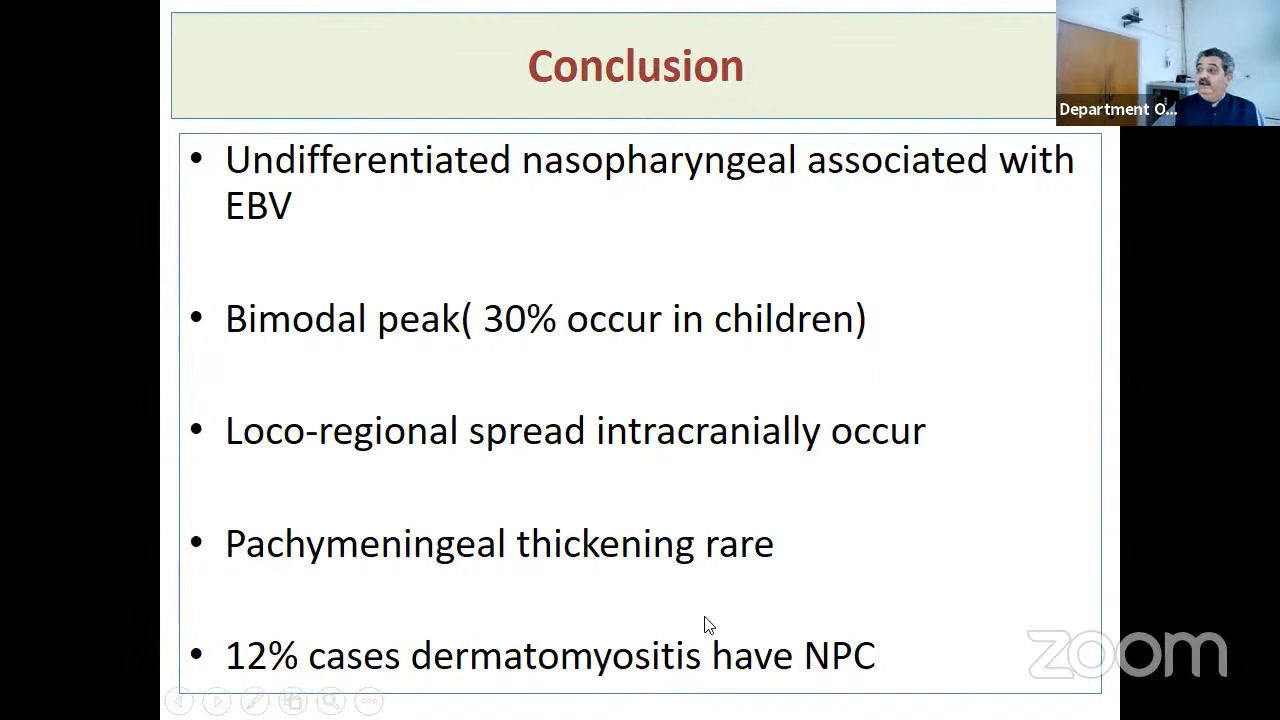 Conclusion
Department O...
• Undifferentiated nasopharyngeal associated with
EBV
• Bimodal peak( 30% occur in children)
• Loco-regional spread intracranially occur
• Pachymeningeal thickening rare
• 12% cases dermatomyositis have NPC
zoom